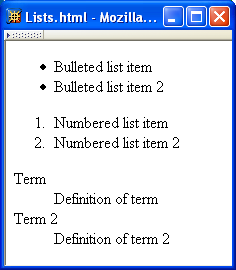 Lists.html - Mozilla...
• Bulleted list item
• Bulleted list item 2
1. Numbered list item
2. Numbered list item 2
Term
Definition of term
Term 2
Definition of term 2